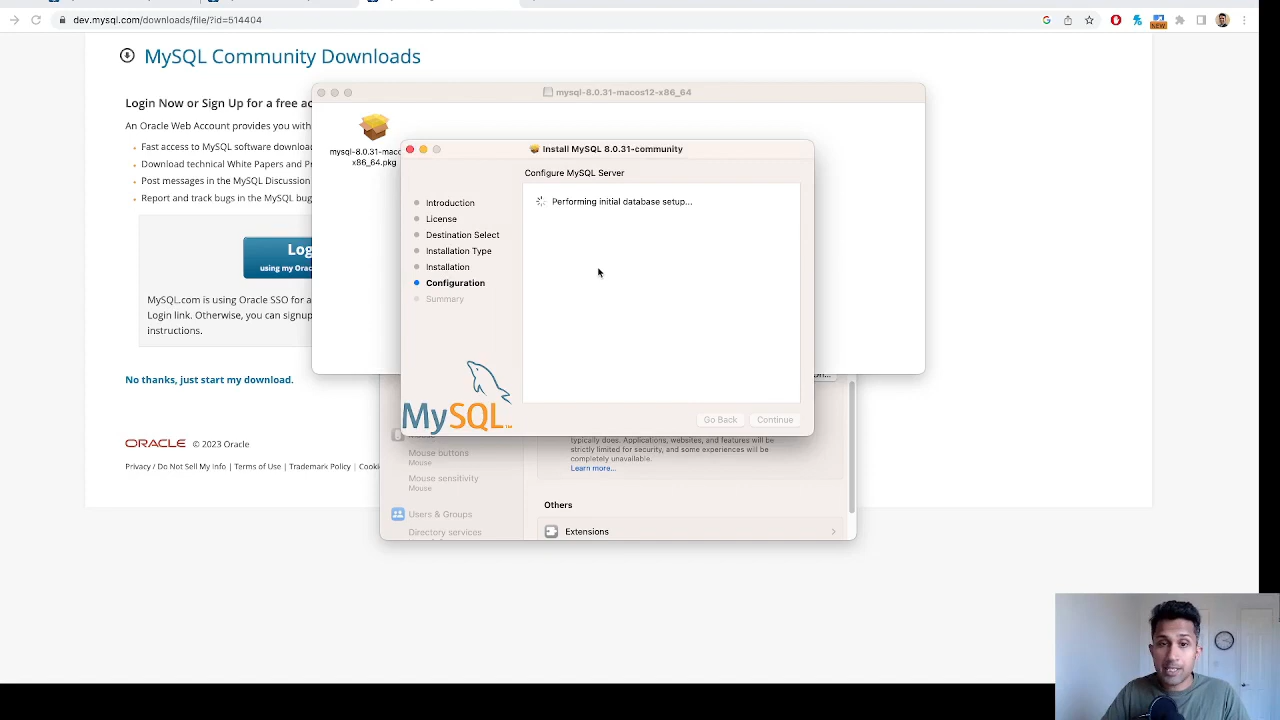 dev.mysql.com/downloads/file/?id=514404
NEW
MySQL Community Downloads
Login Now or Sign Up for a free ac
An Oracle Web Account provides you with
Fast access to MySQL software downloa
Download technical White Papers and Pr
Post messages in the MySQL Discussion
Report and track bugs in the MySQL bug
Log
using my Orac
MySQL.com is using Oracle SSO for a
Login link. Otherwise, you can signup
instructions.
No thanks, just start my download.
ORACLE © 2023 Oracle
Privacy / Do Not Sell My Info | Terms of Use | Trademark Policy | Cooki
mysql-8.0.31-macos12-x86_64
mysql-8.0.31-maco
x86_64.pkg
Install MySQL 8.0.31-community
Configure MySQL Server
Introduction
License
Destination Select
Installation Type
Installation
Configuration
Summary
Performing initial database setup...
MySQL™
Go Back
Continue
Mouse buttons
Mouse
Mouse sensitivity
Mouse
Users & Groups
Directory services
typically does. Applications, websites, and features will be
strictly limited for security, and some experiences will be
completely unavailable.
Learn more...
Others
Extensions